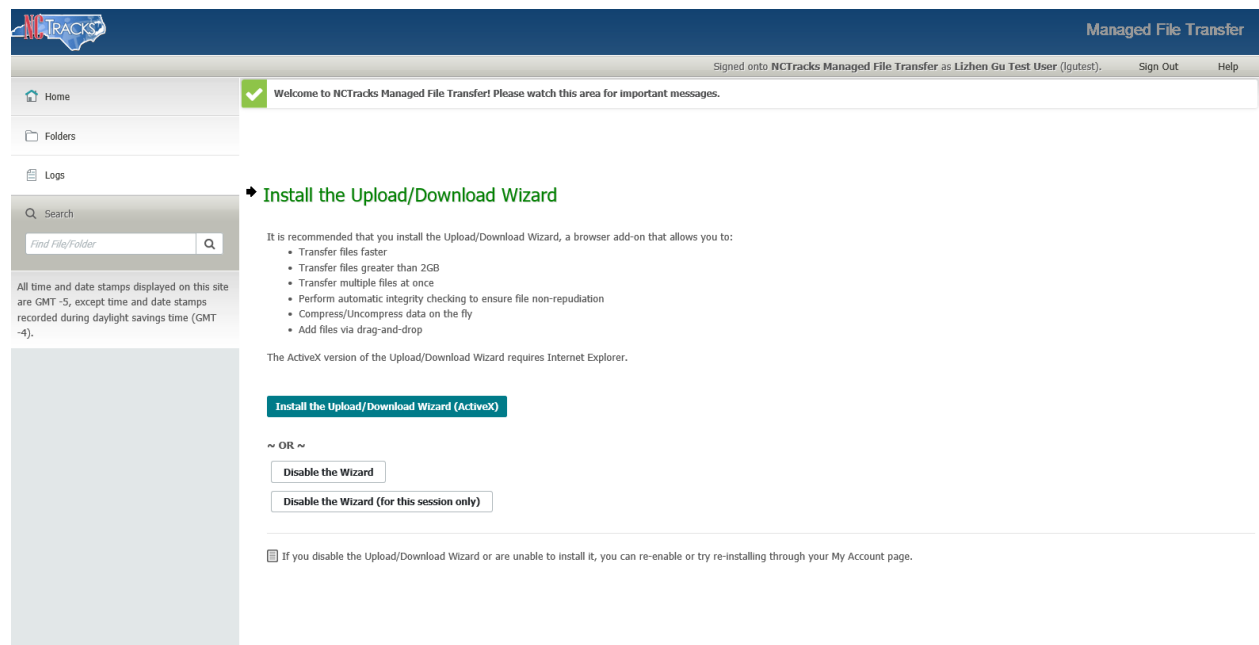 NCTRACKS
Managed File Transfer
Signed onto NCTracks Managed File Transfer as Lizhen Gu Test User (lgutest). Sign Out Help
Home
Folders
Logs
Search
Find File/Folder
All time and date stamps displayed on this site
are GMT -5, except time and date stamps
recorded during daylight savings time (GMT
-4).
Welcome to NCTracks Managed File Transfer! Please watch this area for important messages.
Install the Upload/Download Wizard
It is recommended that you install the Upload/Download Wizard, a browser add-on that allows you to:
• Transfer files faster
• Transfer files greater than 2GB
• Transfer multiple files at once
• Perform automatic integrity checking to ensure file non-repudiation
• Compress/Uncompress data on the fly
• Add files via drag-and-drop
The ActiveX version of the Upload/Download Wizard requires Internet Explorer.
Install the Upload/Download Wizard (ActiveX)
~ OR ~
Disable the Wizard
Disable the Wizard (for this session only)
If you disable the Upload/Download Wizard or are unable to install it, you can re-enable or try re-installing through your My Account page.